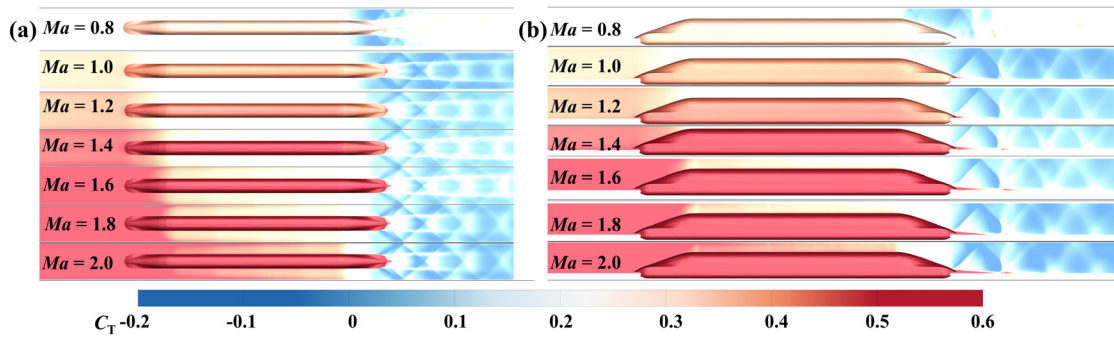 (a) Ma = 0.8
Ma = 1.0
Ma = 1.2
Ma = 1.4
Ma = 1.6
Ma = 1.8
Ma = 2.0
(b) Ma = 0.8
Ma = 1.0
Ma = 1.2
Ma = 1.4
Ma = 1.6
Ma = 1.8
Ma = 2.0
CT -0.2 -0.1 0 0.1 0.2 0.3 0.4 0.5 0.6